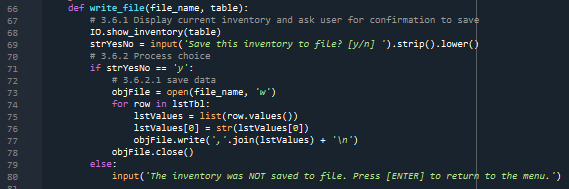 66 def write_file(file_name, table):
67 # 3.6.1 Display current inventory and ask user for confirmation to save
68 IO.show_inventory(table)
69 strYesNo = input('Save this inventory to file? [y/n] ').strip().lower()
70 # 3.6.2 Process choice
71 if strYesNo == 'y':
72 # 3.6.2.1 save data
73 objFile = open(file_name, 'w')
74 for row in lstTbl:
75 lstValues = list(row.values())
76 lstValues[0] = str(lstValues[0])
77 objFile.write(','.join(lstValues) + '\n')
78 objFile.close()
79 else:
80 input('The inventory was NOT saved to file. Press [ENTER] to return to the menu.')